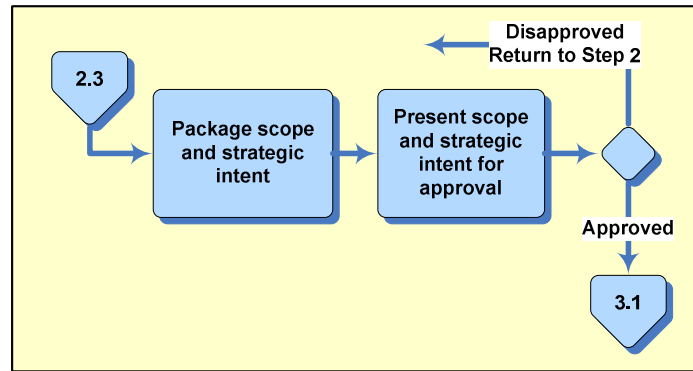 Disapproved
Return to Step 2
2.3
Package scope
and strategic
intent
Present scope
and strategic
intent for
approval
Approved
3.1